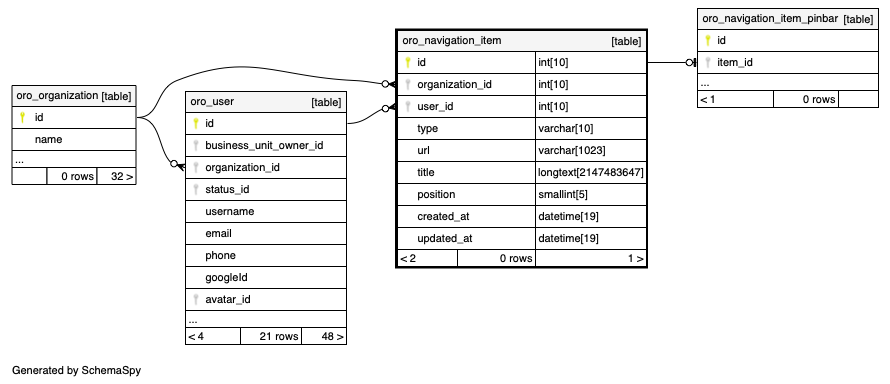 oro_organization [table]
id
name
...
0 rows 32 >
oro_user [table]
id
business_unit_owner_id
organization_id
status_id
username
email
phone
googleId
avatar_id
...
< 4 21 rows 48 >
oro_navigation_item [table]
id int[10]
organization_id int[10]
user_id int[10]
type varchar[10]
url varchar[1023]
title longtext[2147483647]
position smallint[5]
created_at datetime[19]
updated_at datetime[19]
< 2 0 rows 1 >
oro_navigation_item_pinbar [table]
id
item_id
...
< 1 0 rows
Generated by SchemaSpy